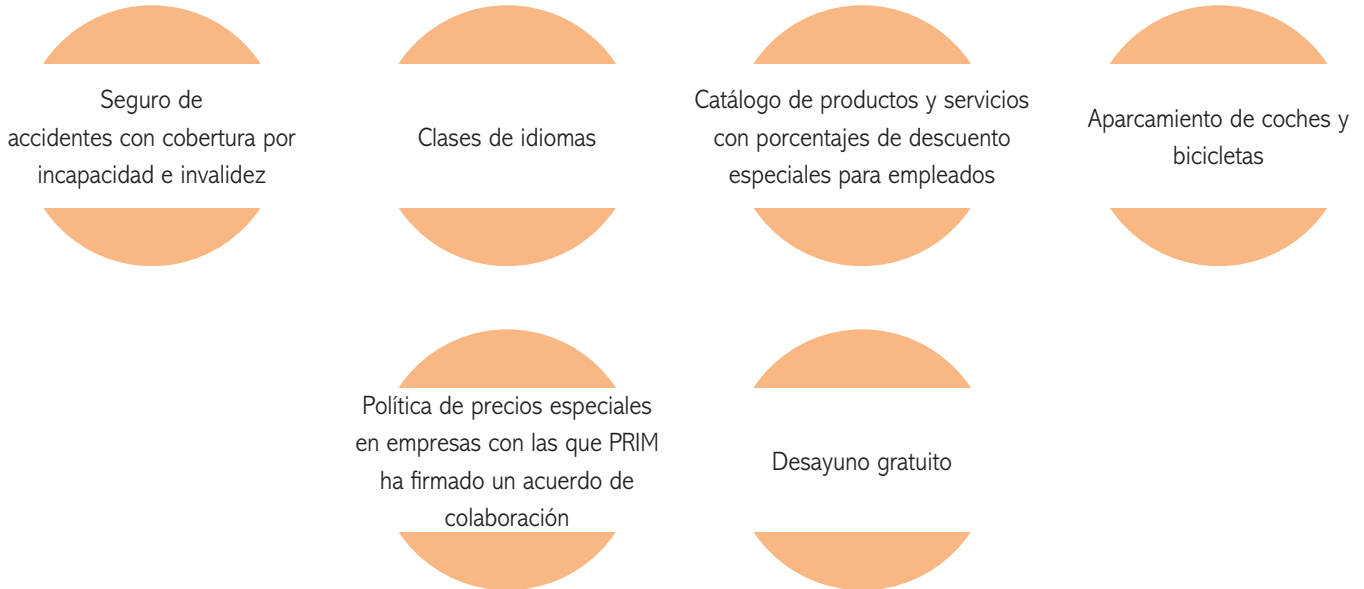 Seguro de
accidentes con cobertura por
incapacidad e invalidez
Clases de idiomas
Catálogo de productos y servicios
con porcentajes de descuento
especiales para empleados
Aparcamiento de coches y
bicicletas
Política de precios especiales
en empresas con las que PRIM
ha firmado un acuerdo de
colaboración
Desayuno gratuito